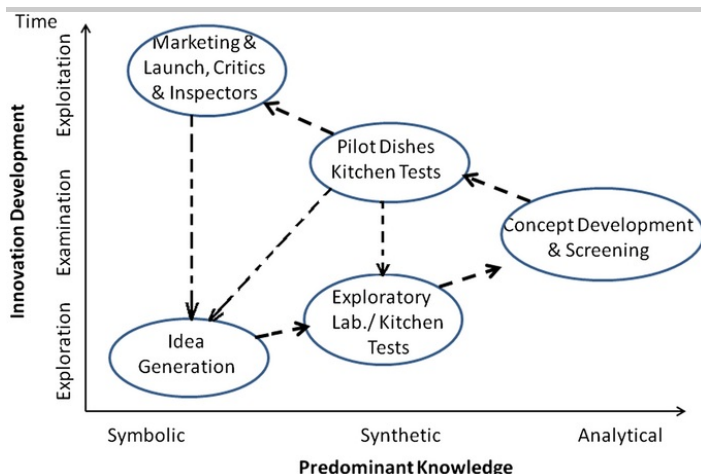 Time
Marketing &
Launch, Critics
& Inspectors
Pilot Dishes
Kitchen Tests
Concept Development
& Screening
Exploratory
Lab./ Kitchen
Tests
Idea
Generation
Innovation Development
Exploitation
Examination
Exploration
Symbolic
Synthetic
Analytical
Predominant Knowledge